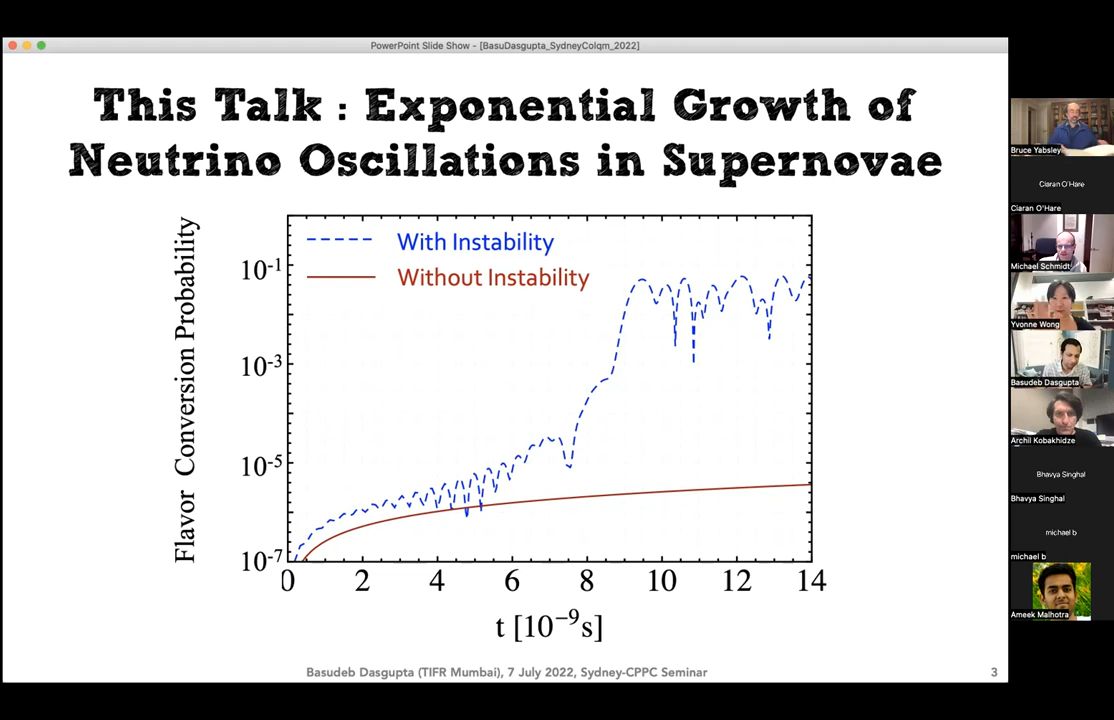 PowerPoint Slide Show - [BasuDasgupta_SydneyColqm_2022]
This Talk : Exponential Growth of
Neutrino Oscillations in Supernovae
With Instability
Without Instability
Flavor Conversion Probability
10⁻¹
10⁻³
10⁻⁵
10⁻⁷
0 2 4 6 8 10 12 14
t [10⁻⁹s]
Basudeb Dasgupta (TIFR Mumbai), 7 July 2022, Sydney-CPPC Seminar
3
Bruce Yabsley
Ciaran O'Hare
Ciaran O'Hare
Michael Schmidt
Yvonne Wong
Basudeb Dasgupta
Archil Kobakhidze
Bhavya Singhal
Bhavya Singhal
michael b
michael b
Ameek Malhotra